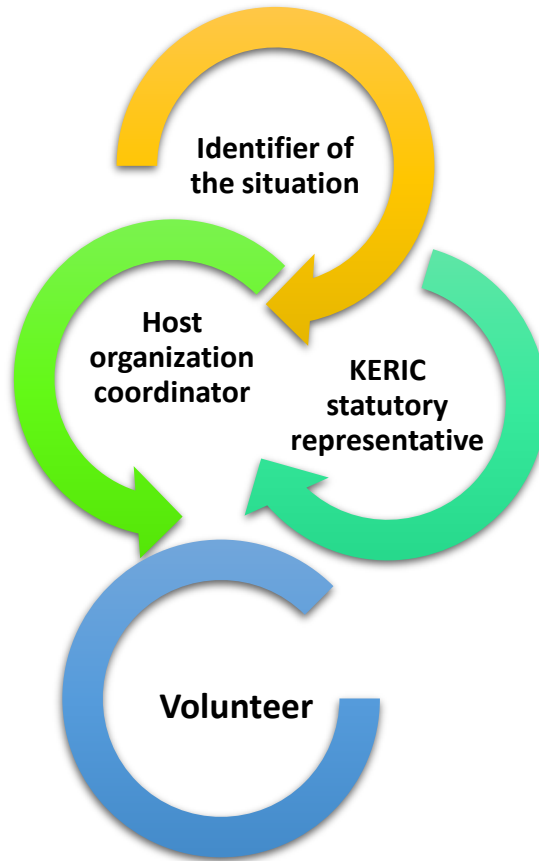 Identifier of
the situation
Host
organization
coordinator
KERIC
statutory
representative
Volunteer